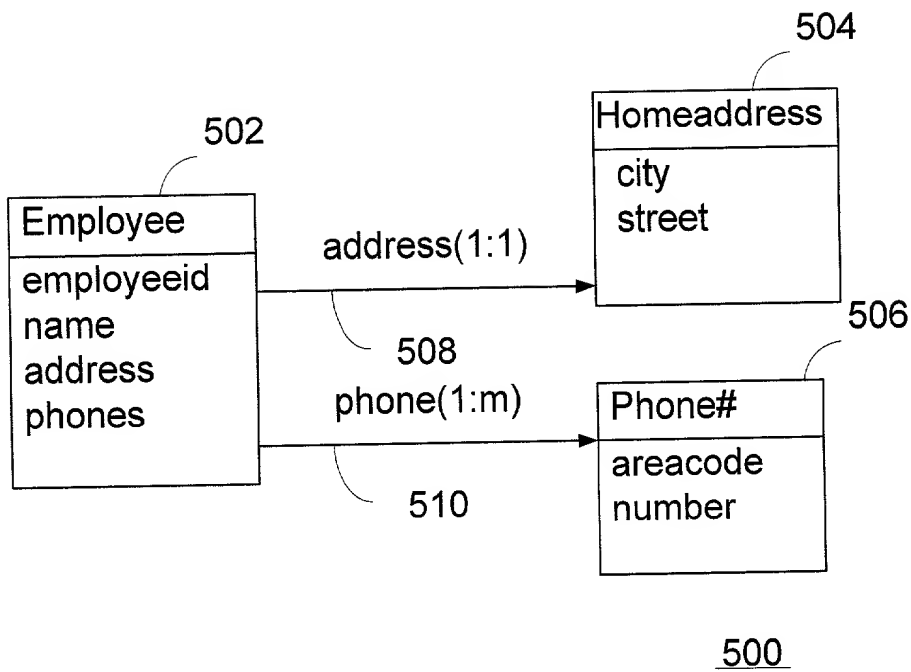 504
Homeaddress
city
street
502
Employee
employeeid
name
address
phones
address(1:1)
508
phone(1:m)
510
506
Phone#
areacode
number
500